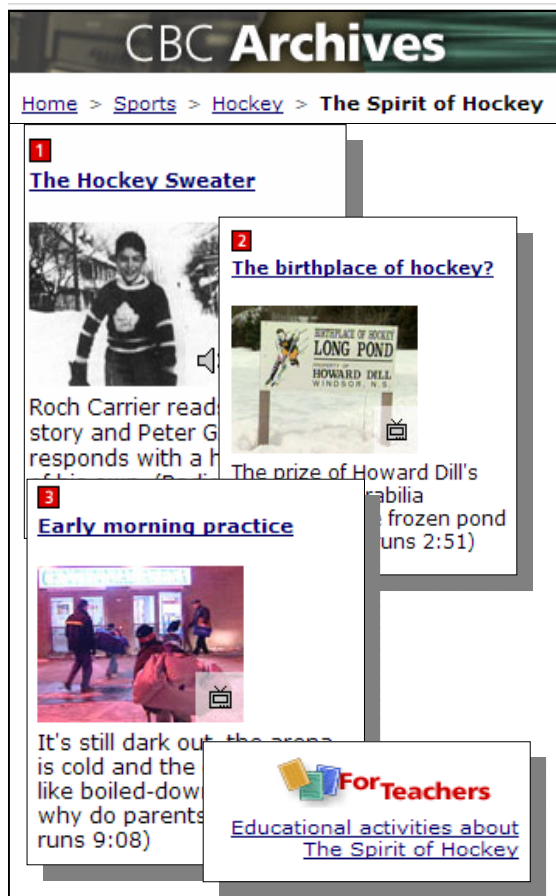 CBC Archives
Home > Sports > Hockey > The Spirit of Hockey
1
The Hockey Sweater
Roch Carrier reads
story and Peter G
responds with a h
2
The birthplace of hockey?
BIRTHPLACE OF HOCKEY
LONG POND
PROPERTY OF
HOWARD DILL
WINDSOR, N.S.
The prize of Howard Dill's
frozen pond
runs 2:51)
3
Early morning practice
It's still dark out, the arena
is cold and the
like boiled-down
why do parents
runs 9:08)
For Teachers
Educational activities about
The Spirit of Hockey